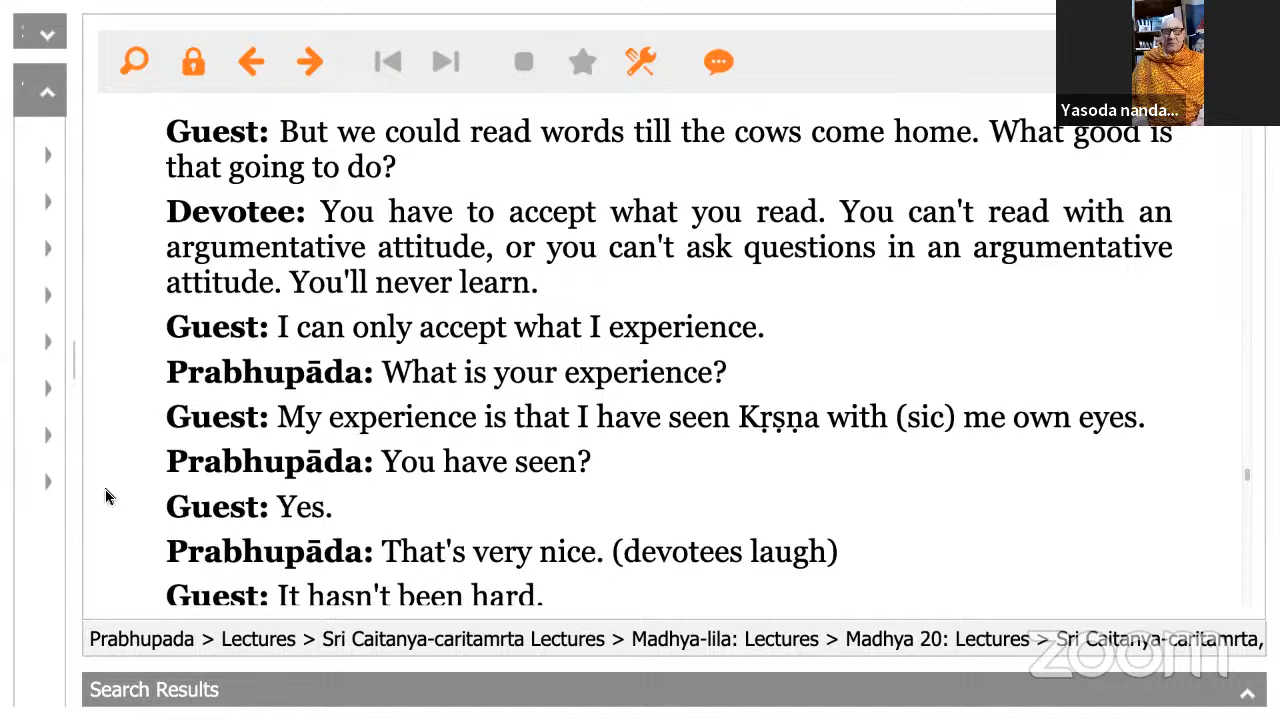 Yasoda nanda...
Guest: But we could read words till the cows come home. What good is
that going to do?
Devotee: You have to accept what you read. You can't read with an
argumentative attitude, or you can't ask questions in an argumentative
attitude. You'll never learn.
Guest: I can only accept what I experience.
Prabhupāda: What is your experience?
Guest: My experience is that I have seen Kṛṣṇa with (sic) me own eyes.
Prabhupāda: You have seen?
Guest: Yes.
Prabhupāda: That's very nice. (devotees laugh)
Guest: It hasn't been hard.
Prabhupada > Lectures > Sri Caitanya-caritamrta Lectures > Madhya-lila: Lectures > Madhya 20: Lectures > Sri Caitanya-caritamrta,
zoom
Search Results